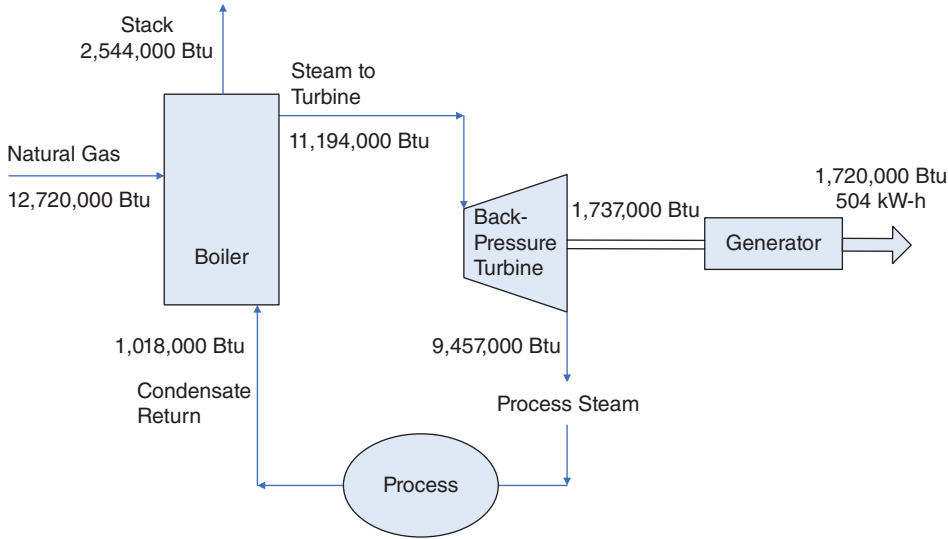 Stack
2,544,000 Btu
Steam to
Turbine
11,194,000 Btu
Natural Gas
12,720,000 Btu
Boiler
Back-
Pressure
Turbine
1,737,000 Btu
Generator
1,720,000 Btu
504 kW-h
1,018,000 Btu
Condensate
Return
9,457,000 Btu
Process Steam
Process